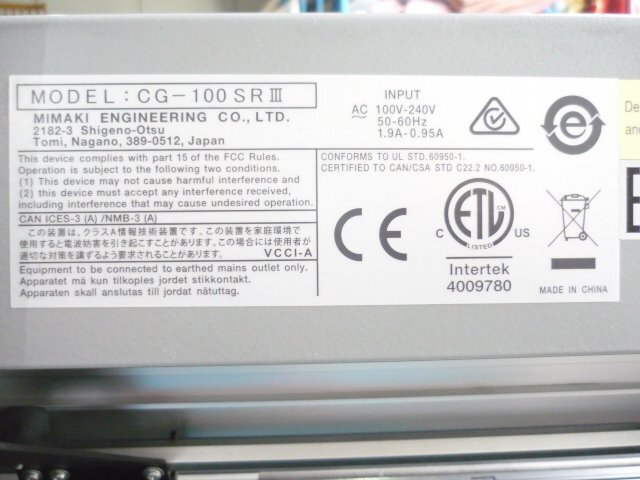 MODEL : CG-100 SR Ⅲ
MIMAKI ENGINEERING CO., LTD.
2182-3 Shigeno-Otsu
Tomi, Nagano, 389-0512, Japan
This device complies with part 15 of the FCC Rules.
Operation is subject to the following two conditions.
(1) This device may not cause harmful interference and
(2) this device must accept any interference received,
including interference that may cause undesired operation.
CAN ICES-3 (A) /NMB-3 (A)
この装置は、クラスA情報技術装置です。この装置を家庭環境で
使用すると電波妨害を引き起こすことがあります。この場合には使用者が
適切な対策を講ずるよう要求されることがあります。 VCCI-A
Equipment to be connected to earthed mains outlet only.
Apparatet må kun tilkoples jordet stikkontakt.
Apparaten skall anslutas till jordat nätuttag.
INPUT
AC 100V-240V
50-60Hz
1.9A-0.95A
CONFORMS TO UL STD.60950-1.
CERTIFIED TO CAN/CSA STD C22.2 NO.60950-1.
CE
C ETL CM LISTED US
Intertek
4009780
e
MADE IN CHINA
De
and